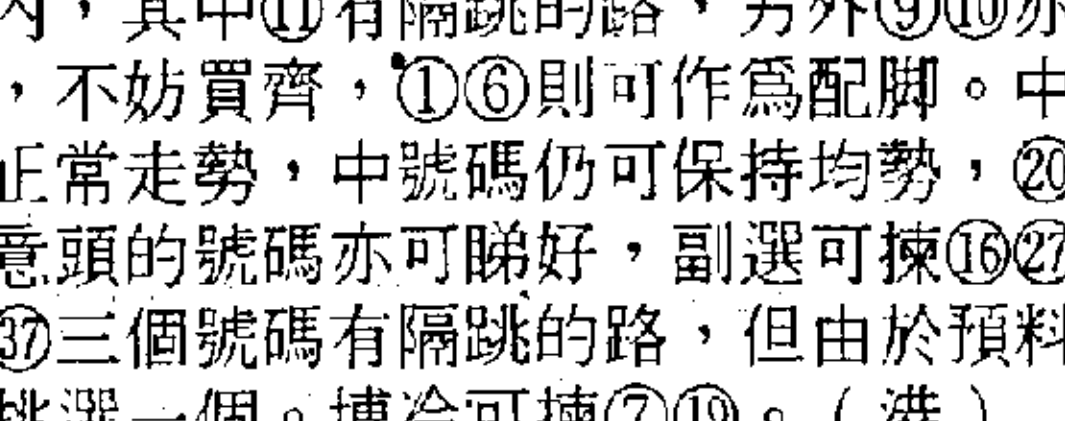 內，其中⑪有隔跳的路，另外⑨⑩亦
，不妨買齊，①⑥則可作爲配脚。中
正常走勢，中號碼仍可保持均勢，⑳
意頭的號碼亦可睇好，副選可揀⑯㉗
㊲三個號碼有隔跳的路，但由於預料
挑選一個。博冷可揀⑦⑲。（港）